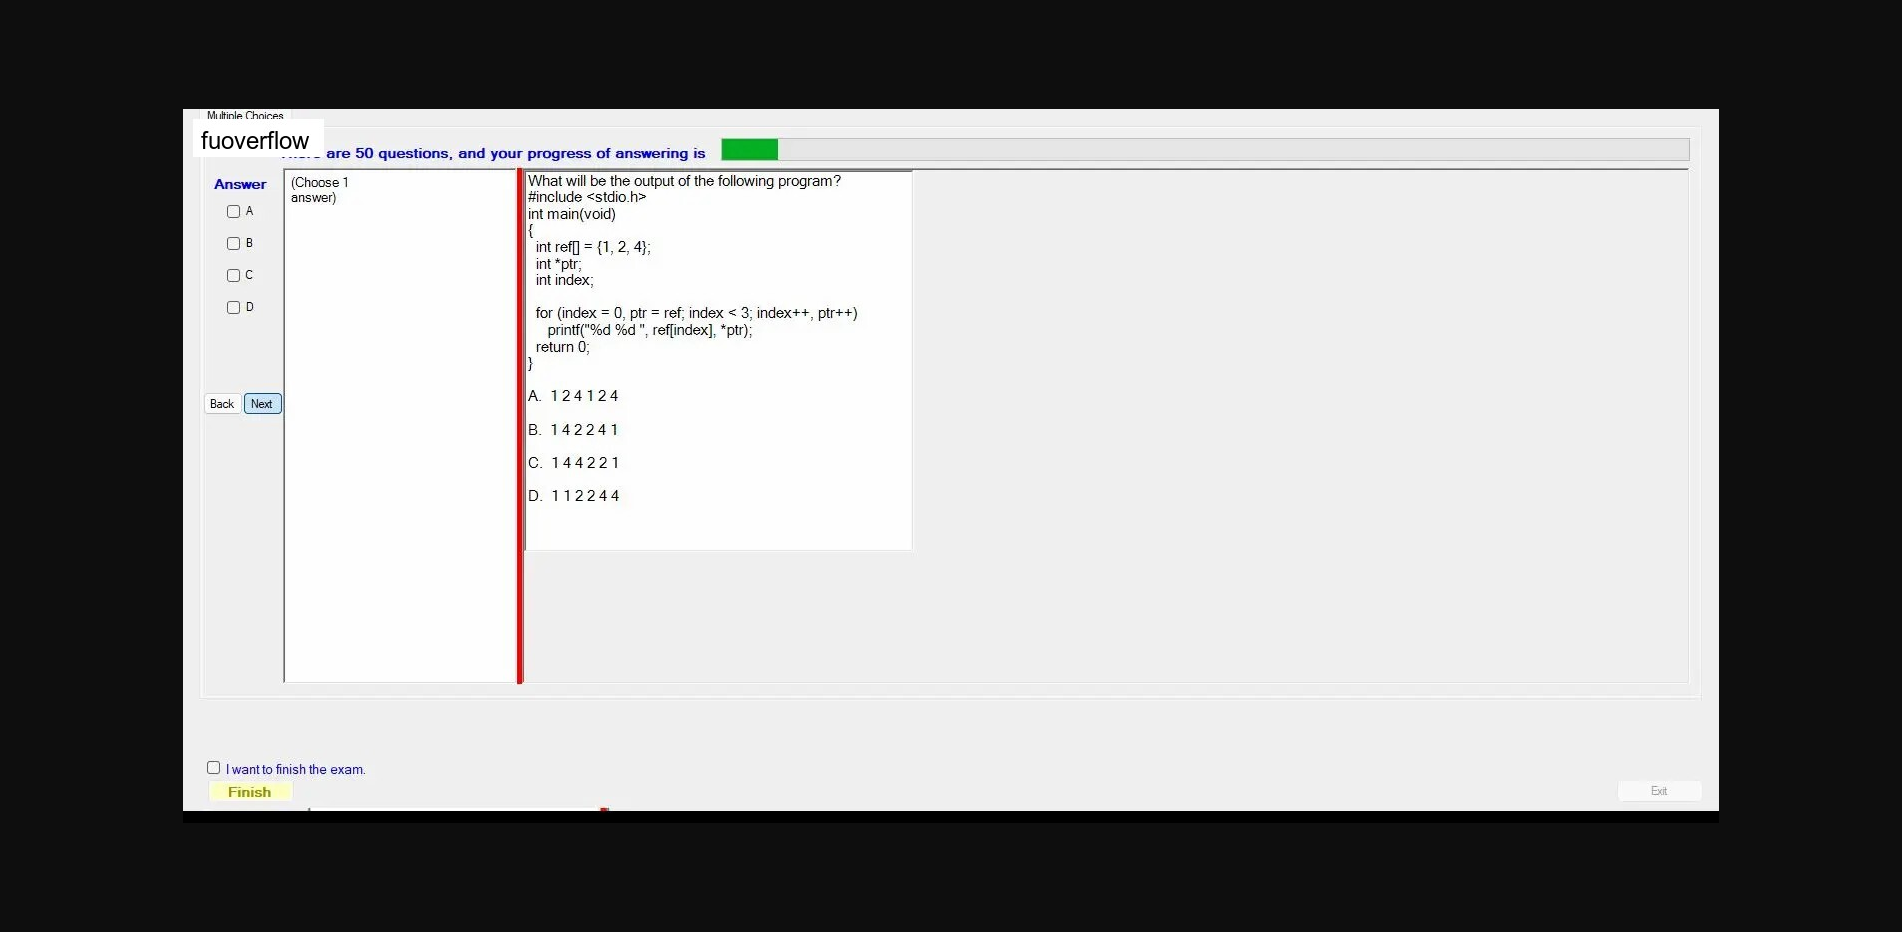 Multiple Choices
fuoverflow
are 50 questions, and your progress of answering is
Answer
A
B
C
D
Back Next
(Choose 1
answer)
What will be the output of the following program?
#include <stdio.h>
int main(void)
{
int ref[] = {1, 2, 4};
int *ptr;
int index;
for (index = 0, ptr = ref; index < 3; index++, ptr++)
printf("%d %d ", ref[index], *ptr);
return 0;
}
A. 1 2 4 1 2 4
B. 1 4 2 2 4 1
C. 1 4 4 2 2 1
D. 1 1 2 2 4 4
I want to finish the exam.
Finish
Exit